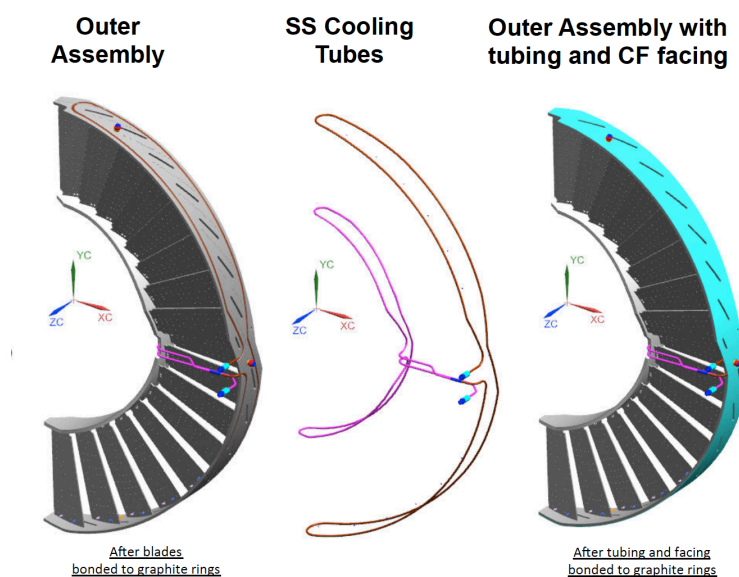 Outer
Assembly
SS Cooling
Tubes
Outer Assembly with
tubing and CF facing
YC
XC
ZC
YC
XC
ZC
YC
XC
ZC
After blades
bonded to graphite rings
After tubing and facing
bonded to graphite rings